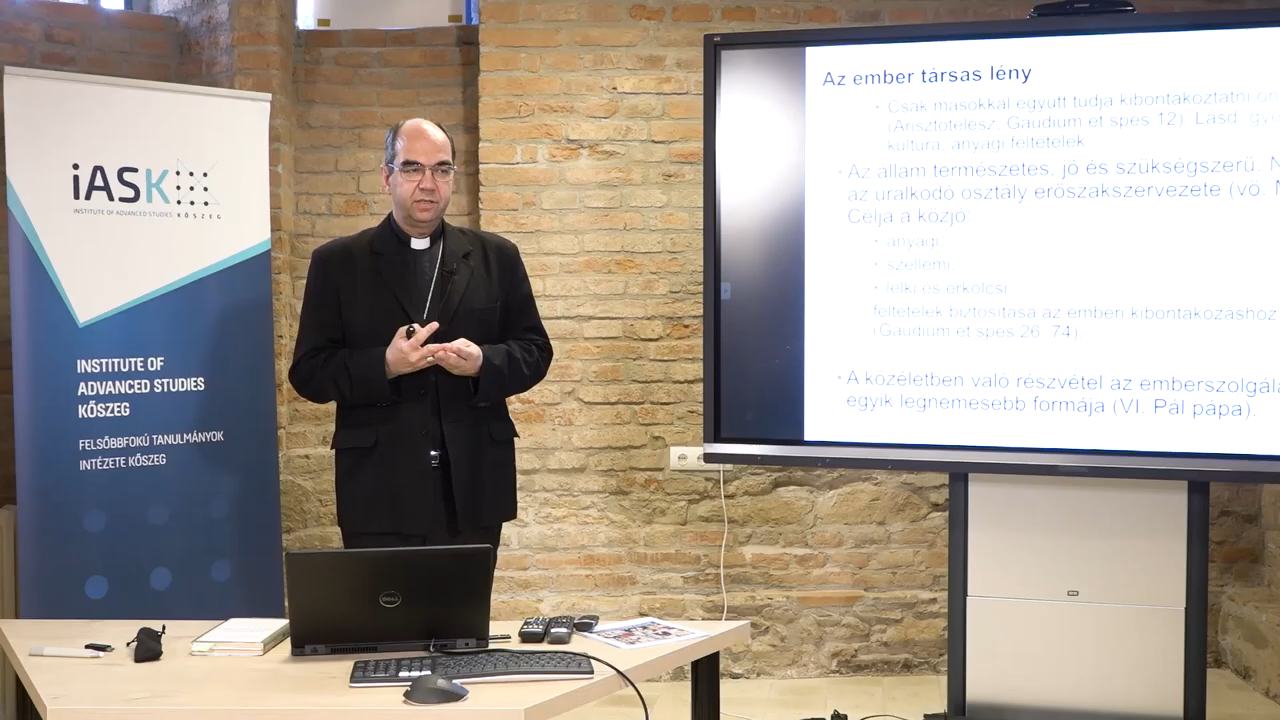 iASK
INSTITUTE OF ADVANCED STUDIES KŐSZEG
INSTITUTE OF
ADVANCED STUDIES
KŐSZEG
FELSŐBBFOKÚ TANULMÁNYOK
INTÉZETE KŐSZEG
DELL
Az ember társas lény
• Csak másokkal együtt tudja kibontakoztatni ön
(Arisztotelész, Gaudium et spes 12). Lásd: gye
kultúra, anyagi feltételek
• Az állam természetes, jó és szükségszerű. N
az uralkodó osztály erőszakszervezete (vö.
Célja a közjó:
• anyagi,
• szellemi,
• lelki és erkölcsi
feltételek biztosítása az emberi kibontakozáshoz
(Gaudium et spes 26. 74)
• A közéletben való részvétel az emberszolgála
egyik legnemesebb formája (VI. Pál pápa).